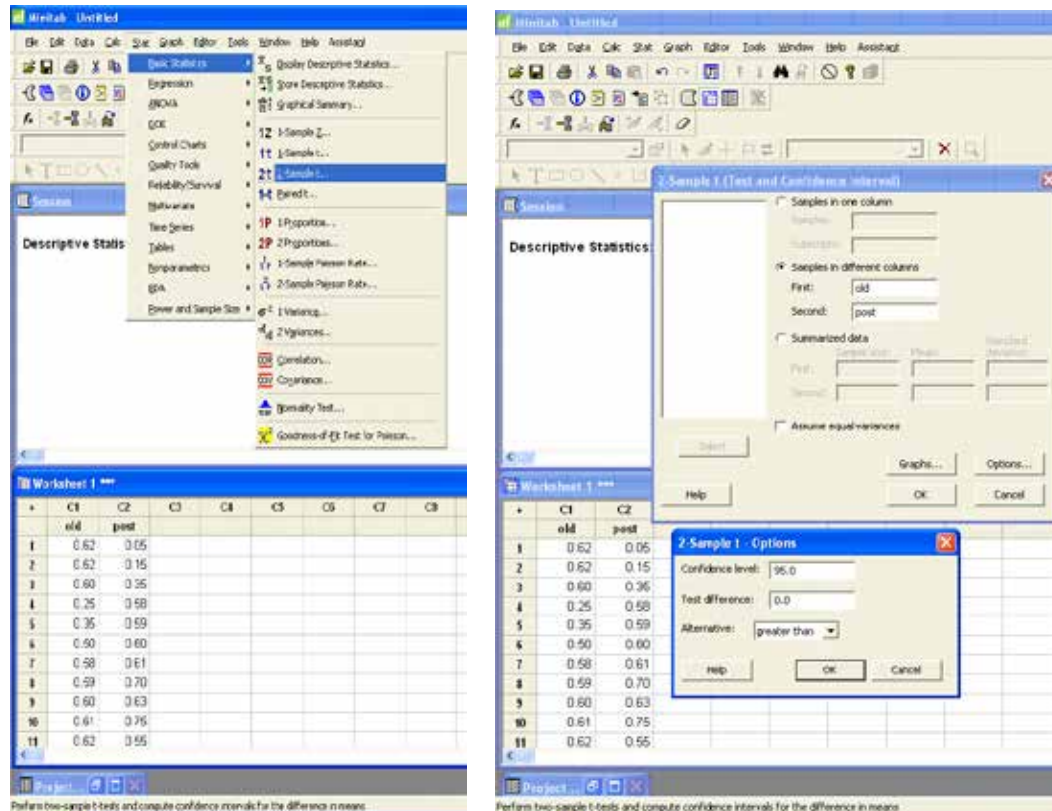 Minitab - Untitled
File Edit Data Calc Stat Graph Editor Tools Window Help Assistant
Basic Statistics
Regression
ANOVA
DOE
Control Charts
Quality Tools
Reliability/Survival
Multivariate
Time Series
Tables
Nonparametrics
EDA
Power and Sample Size
Display Descriptive Statistics...
Store Descriptive Statistics...
Graphical Summary...
1Z 1-Sample Z...
1t 1-Sample t...
2t 2-Sample t...
t-t Paired t...
1P 1 Proportion...
2P 2 Proportions...
1-Sample Poisson Rate...
2-Sample Poisson Rate...
σ² 1 Variance...
2 Variances...
COR Correlation...
COV Covariance...
Normality Test...
Goodness-of-Fit Test for Poisson...
Session
Descriptive Statis
Worksheet 1 ***
+ C1 C2 C3 C4 C5 C6 C7 C8
old post
1 0.62 0.05
2 0.62 0.15
3 0.60 0.35
4 0.25 0.58
5 0.35 0.59
6 0.50 0.60
7 0.58 0.61
8 0.59 0.70
9 0.60 0.63
10 0.61 0.75
11 0.62 0.55
Project...
Perform two-sample t-tests and compute confidence intervals for the difference in means
Minitab - Untitled
File Edit Data Calc Stat Graph Editor Tools Window Help Assistant
Session
Descriptive Statistics:
2-Sample t (Test and Confidence Interval)
Samples in one column
Samples:
Subscripts:
Samples in different columns
First: old
Second: post
Summarized data
Sample size: Mean: Standard deviation:
First:
Second:
Assume equal variances
Select
Graphs... Options...
Help OK Cancel
Worksheet 1 ***
+ C1 C2
old post
1 0.62 0.05
2 0.62 0.15
3 0.60 0.36
4 0.25 0.58
5 0.35 0.59
6 0.50 0.60
7 0.58 0.61
8 0.59 0.70
9 0.60 0.63
10 0.61 0.75
11 0.62 0.55
2-Sample t - Options
Confidence level: 95.0
Test difference: 0.0
Alternative: greater than
Help OK Cancel
Project...
Perform two-sample t-tests and compute confidence intervals for the difference in means